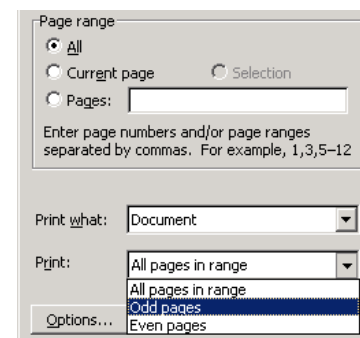 Page range
All
Current page Selection
Pages:
Enter page numbers and/or page ranges
separated by commas. For example, 1,3,5–12
Print what: Document
Print: All pages in range
All pages in range
Odd pages
Options... Even pages